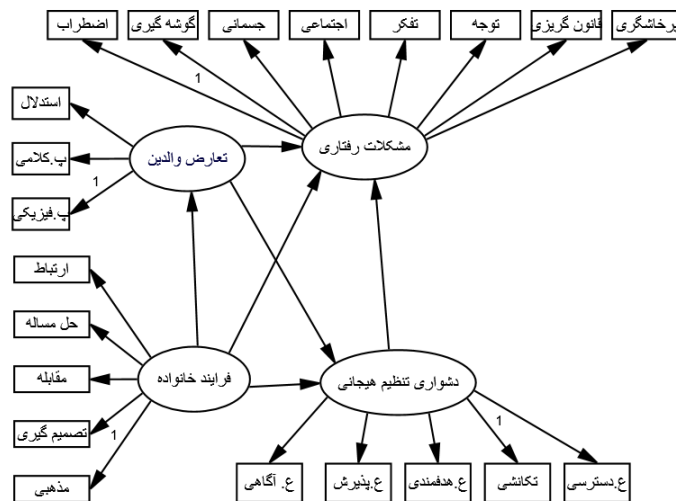 پرخاشگری
قانون گریزی
توجه
تفکر
اجتماعی
جسمانی
گوشه گیری
اضطراب
1
مشکلات رفتاری
تعارض والدین
استدلال
پ.کلامی
1
پ.فیزیکی
ارتباط
حل مساله
مقابله
تصمیم گیری
1
مذهبی
فرایند خانواده
دشواری تنظیم هیجانی
1
ع.دسترسی
تکانشی
ع.هدفمندی
ع.پذیرش
ع. آگاهی